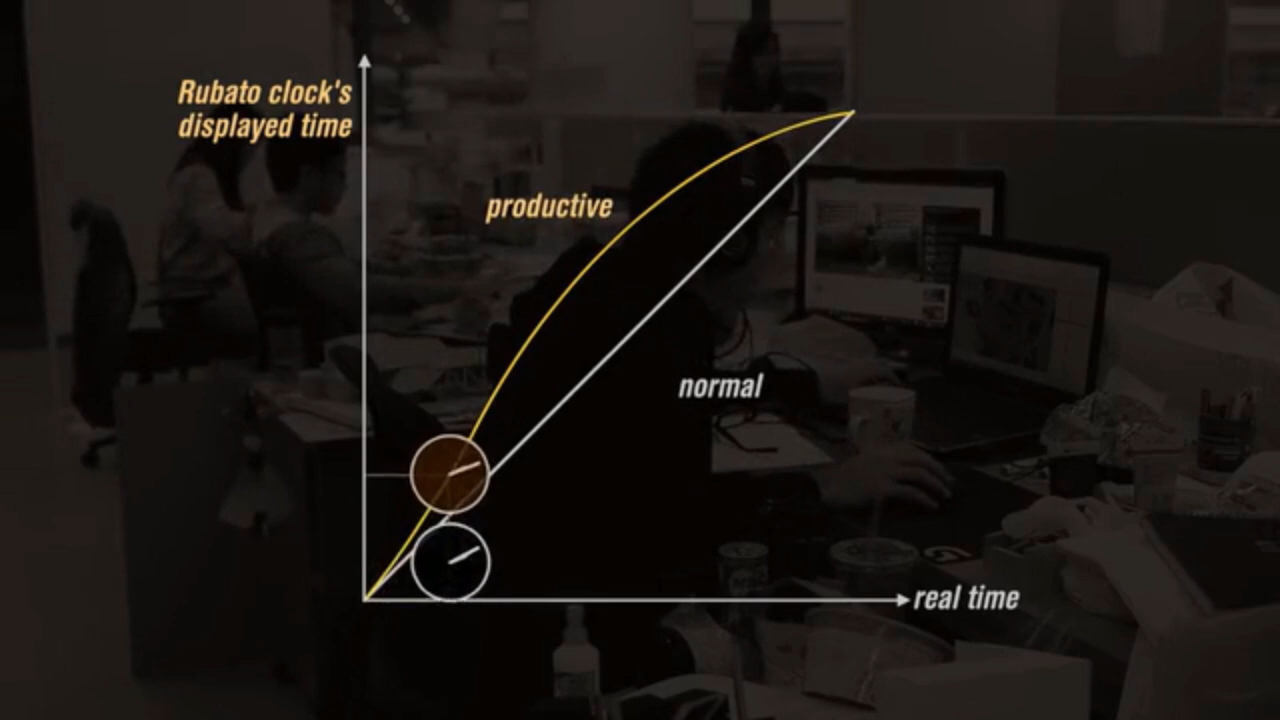 Rubato clock's
displayed time
productive
normal
real time